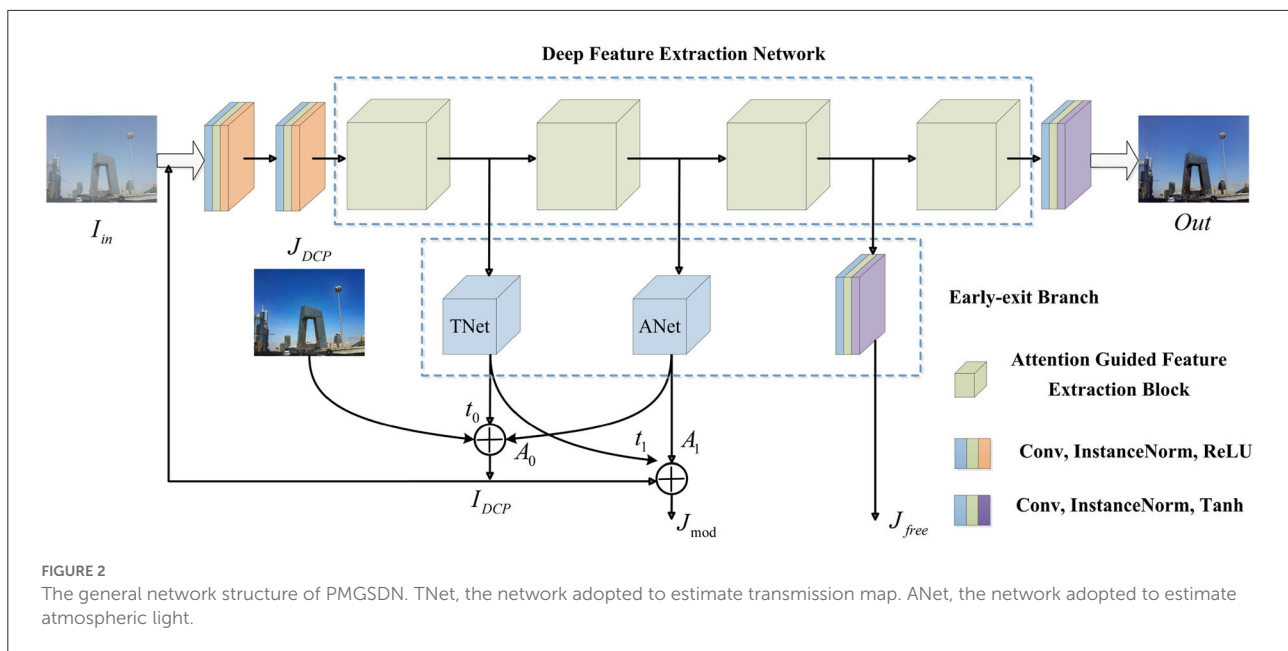 Deep Feature Extraction Network
I_in
J_DCP
Out
TNet
ANet
Early-exit Branch
Attention Guided Feature
Extraction Block
t_0
A_0
t_1
A_1
Conv, InstanceNorm, ReLU
I_DCP
J_mod
J_free
Conv, InstanceNorm, Tanh
FIGURE 2
The general network structure of PMGSDN. TNet, the network adopted to estimate transmission map. ANet, the network adopted to estimate
atmospheric light.